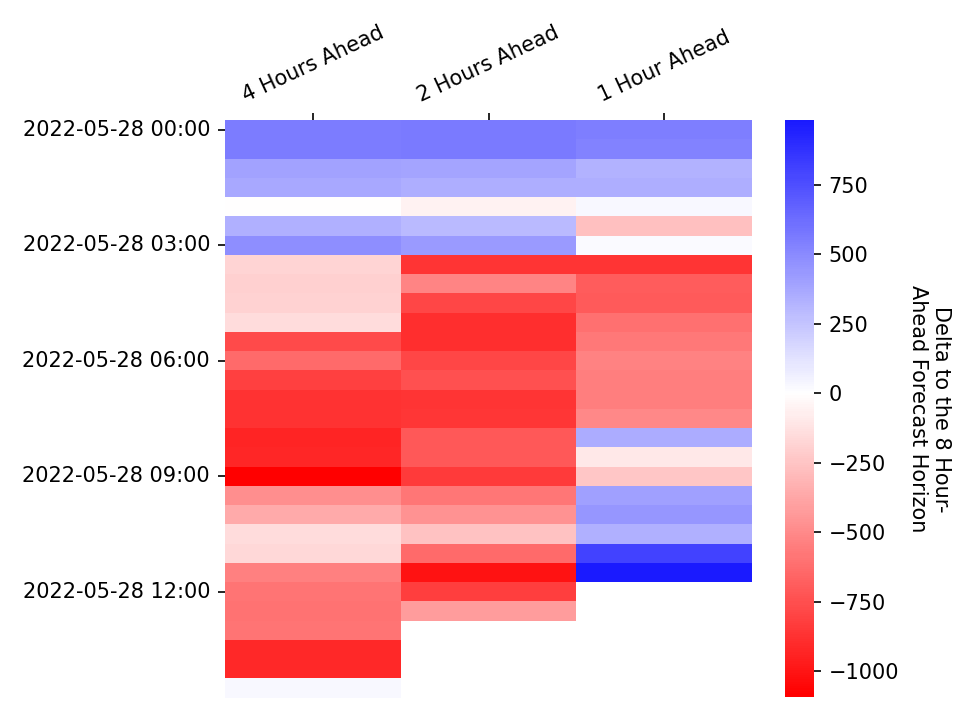 4 Hours Ahead
2 Hours Ahead
1 Hour Ahead
2022-05-28 00:00
2022-05-28 03:00
2022-05-28 06:00
2022-05-28 09:00
2022-05-28 12:00
750
500
250
0
−250
−500
−750
−1000
Delta to the 8 Hour-
Ahead Forecast Horizon